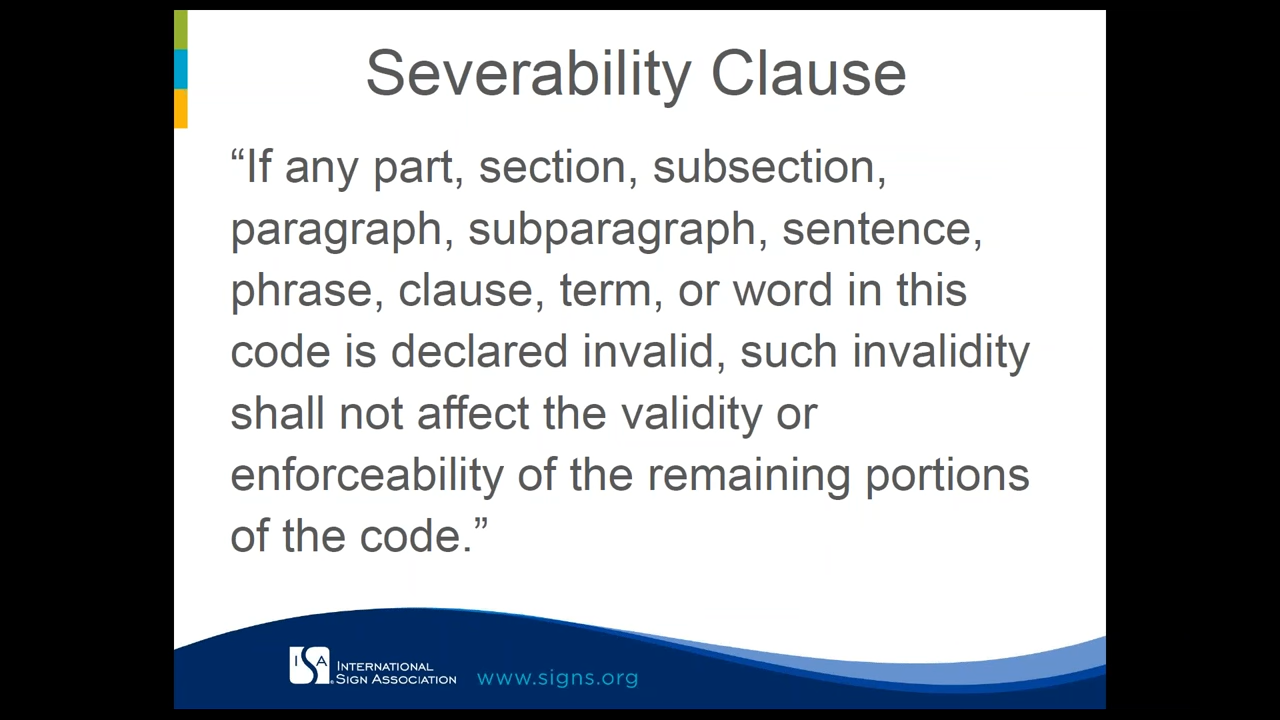 Severability Clause
“If any part, section, subsection,
paragraph, subparagraph, sentence,
phrase, clause, term, or word in this
code is declared invalid, such invalidity
shall not affect the validity or
enforceability of the remaining portions
of the code.”
ISA
®
INTERNATIONAL
SIGN ASSOCIATION
www.signs.org